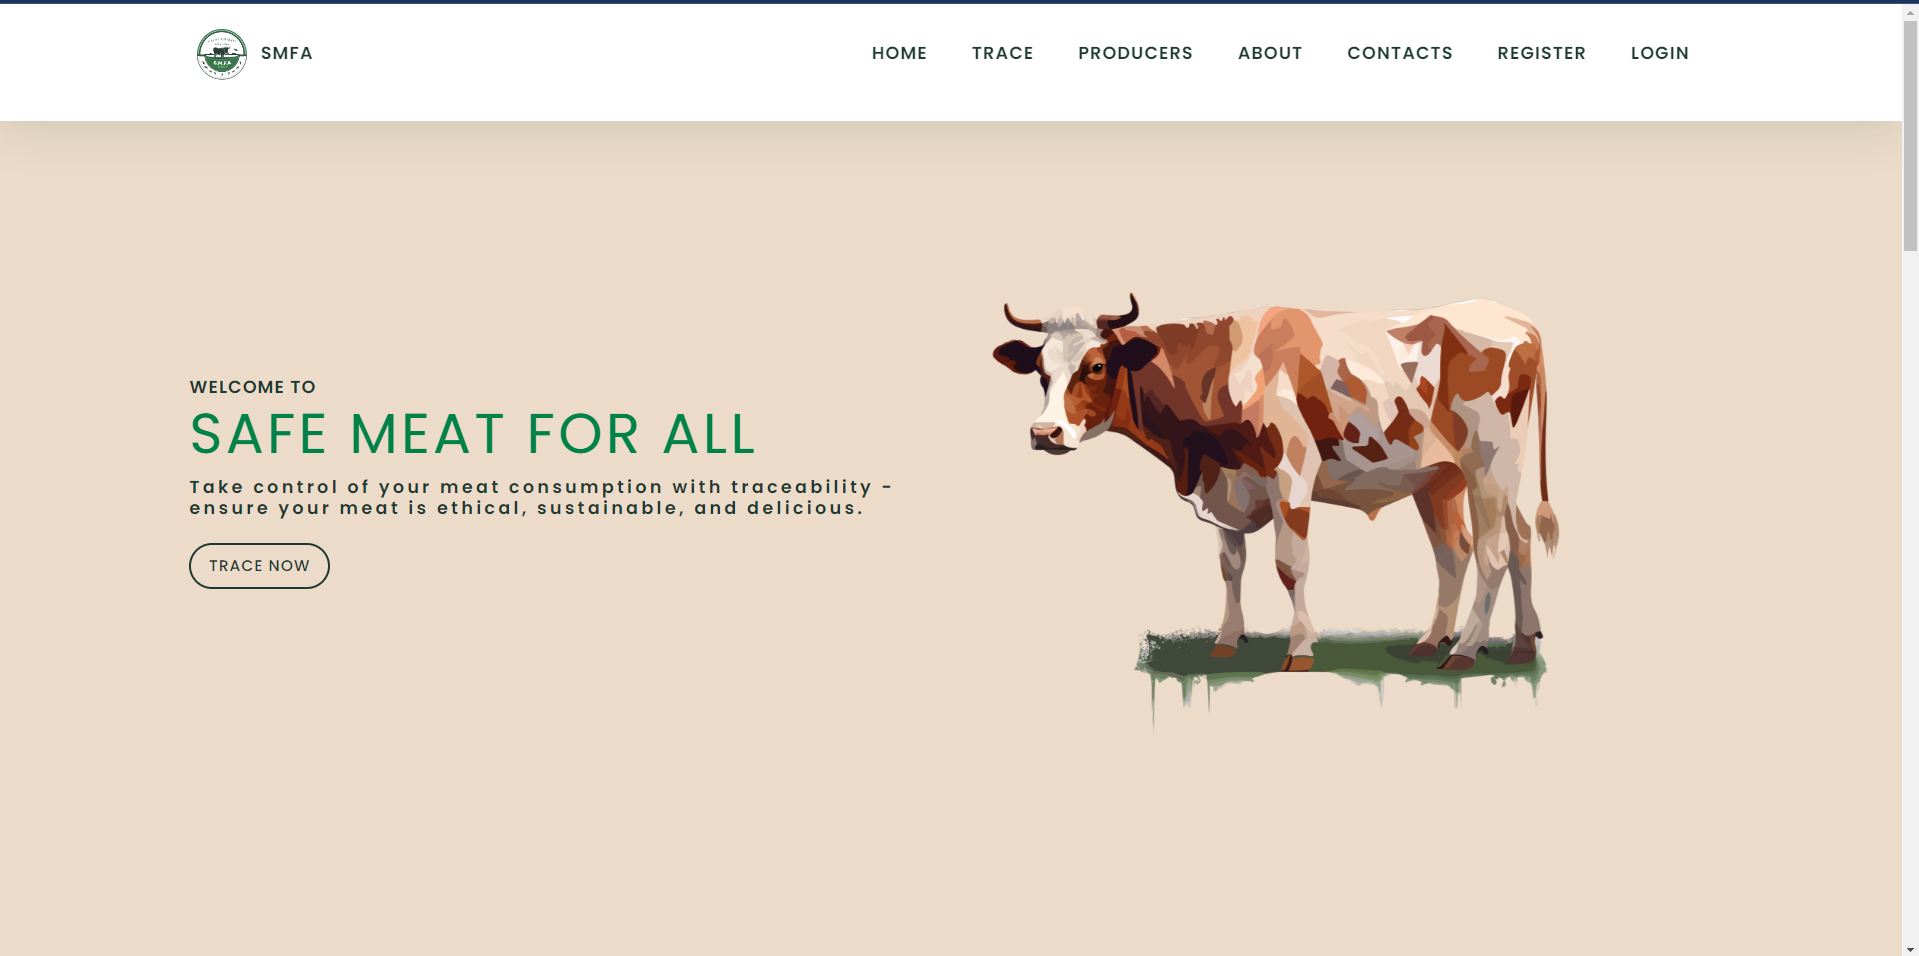 SMFA
HOME TRACE PRODUCERS ABOUT CONTACTS REGISTER LOGIN
WELCOME TO
SAFE MEAT FOR ALL
Take control of your meat consumption with traceability -
ensure your meat is ethical, sustainable, and delicious.
TRACE NOW